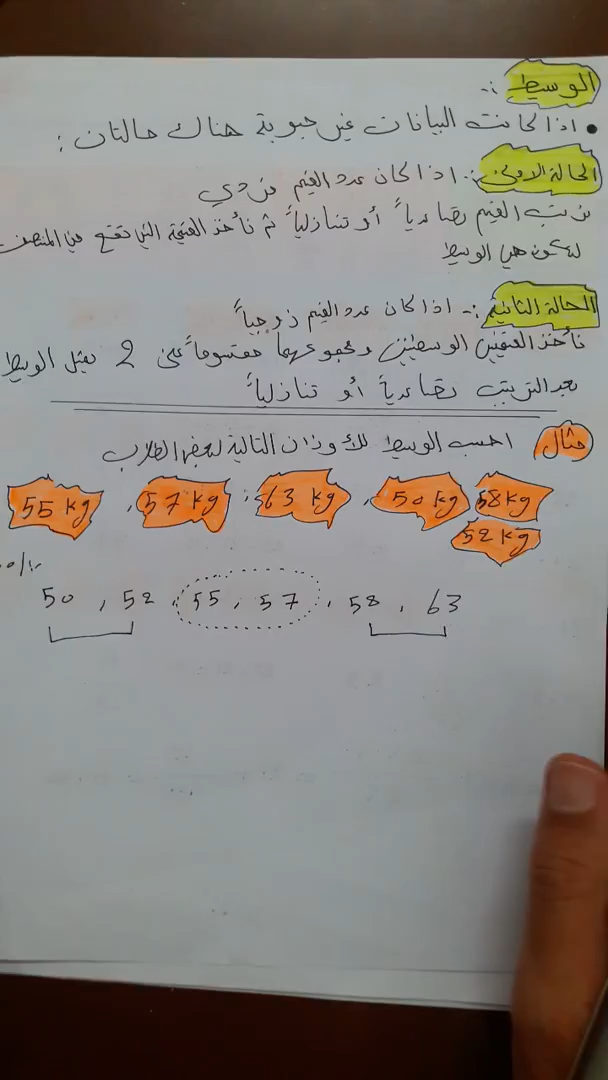 الوسيط :-
• اذا كانت البيانات غير مبوبة هناك حالتان :
الحالة الاولى :- اذا كان عدد القيم فردي
نرتب القيم تصاعدياً أو تنازلياً ثم نأخذ القيمة التي تقع في المنتصف
لتكون هي الوسيط
الحالة الثانية :- اذا كان عدد القيم زوجياً
نأخذ القيمتين الوسطيتين ومجموعهما مقسوماً على 2 يمثل الوسيط
بعد الترتيب تصاعدياً أو تنازلياً
مثال احسب الوسيط للأوزان التالية لبعض الطلاب
55 kg , 57 kg , 63 kg , 50 kg 58 kg
52 kg
50 , 52 , 55 , 57 , 58 , 63